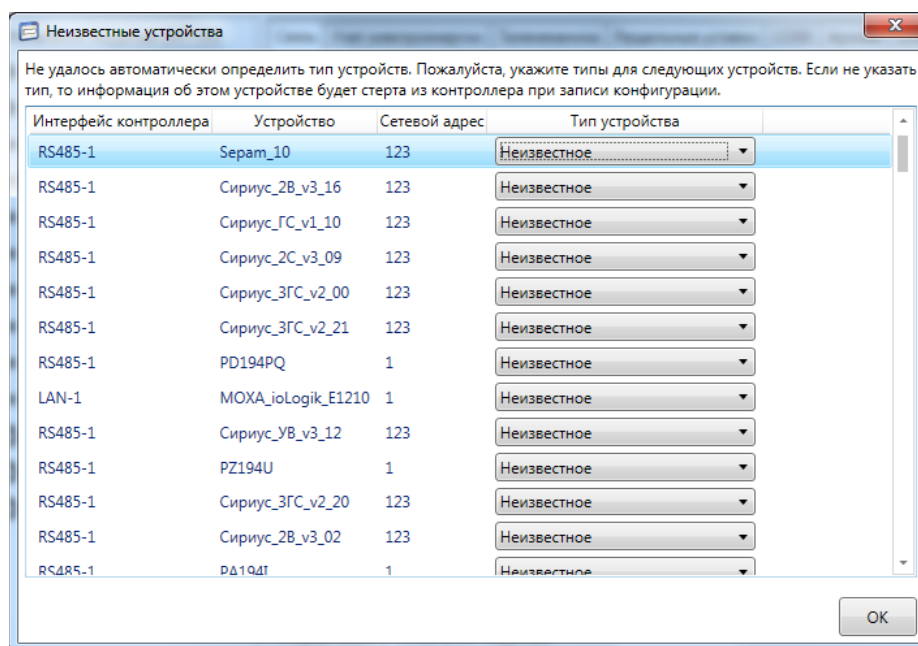 Неизвестные устройства
Не удалось автоматически определить тип устройств. Пожалуйста, укажите типы для следующих устройств. Если не указать
тип, то информация об этом устройстве будет стерта из контроллера при записи конфигурации.
Интерфейс контроллера Устройство Сетевой адрес Тип устройства
RS485-1 Sepam_10 123 Неизвестное
RS485-1 Сириус_2В_v3_16 123 Неизвестное
RS485-1 Сириус_ГС_v1_10 123 Неизвестное
RS485-1 Сириус_2С_v3_09 123 Неизвестное
RS485-1 Сириус_3ГС_v2_00 123 Неизвестное
RS485-1 Сириус_3ГС_v2_21 123 Неизвестное
RS485-1 PD194PQ 1 Неизвестное
LAN-1 MOXA_ioLogik_E1210 1 Неизвестное
RS485-1 Сириус_УВ_v3_12 123 Неизвестное
RS485-1 PZ194U 1 Неизвестное
RS485-1 Сириус_3ГС_v2_20 123 Неизвестное
RS485-1 Сириус_2В_v3_02 123 Неизвестное
RS485-1 PA194I 1 Неизвестное
OK